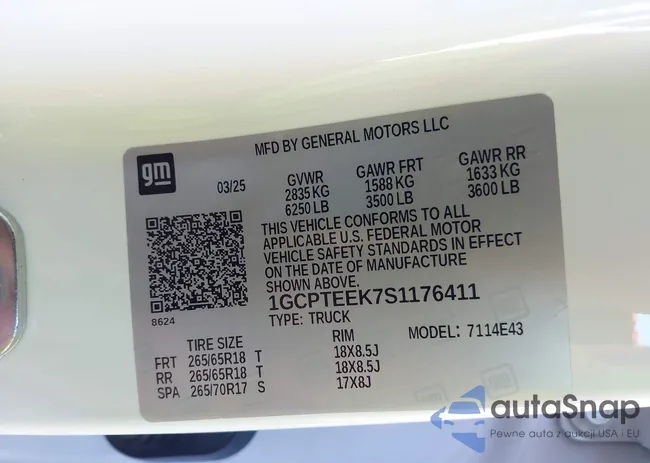 MFD BY GENERAL MOTORS LLC
gm
03/25
GVWR GAWR FRT GAWR RR
2835 KG 1588 KG 1633 KG
6250 LB 3500 LB 3600 LB
THIS VEHICLE CONFORMS TO ALL
APPLICABLE U.S. FEDERAL MOTOR
VEHICLE SAFETY STANDARDS IN EFFECT
ON THE DATE OF MANUFACTURE
SHOWN ABOVE.
1GCPTEEK7S1176411
8624
TYPE: TRUCK MODEL: 7114E43
TIRE SIZE RIM
FRT 265/65R18 T 18X8.5J
RR 265/65R18 T 18X8.5J
SPA 265/70R17 S 17X8J
autoSnap
Pewne auta z aukcji USA · EU